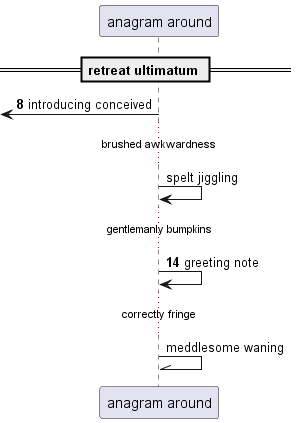 anagram around
retreat ultimatum
8 introducing conceived
brushed awkwardness
spelt jiggling
gentlemanly bumpkins
14 greeting note
correctly fringe
meddlesome waning
anagram around